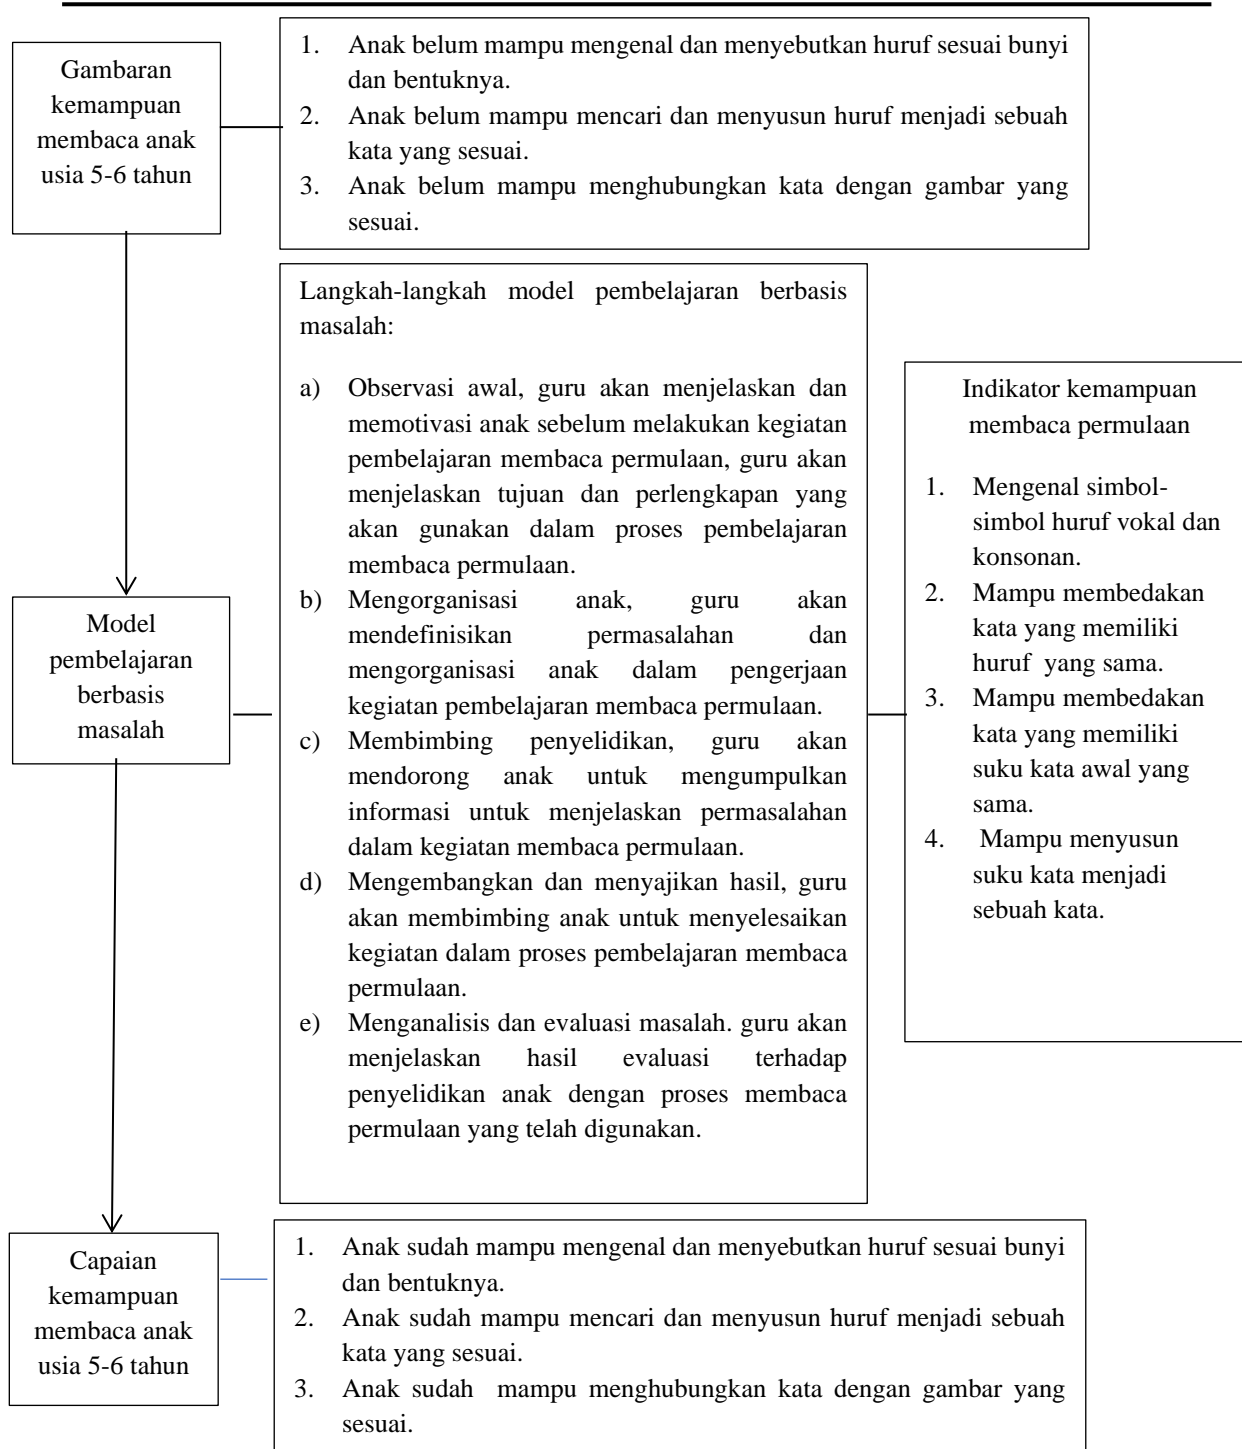 Gambaran
kemampuan
membaca anak
usia 5-6 tahun
1. Anak belum mampu mengenal dan menyebutkan huruf sesuai bunyi
dan bentuknya.
2. Anak belum mampu mencari dan menyusun huruf menjadi sebuah
kata yang sesuai.
3. Anak belum mampu menghubungkan kata dengan gambar yang
sesuai.
Model
pembelajaran
berbasis
masalah
Langkah-langkah model pembelajaran berbasis
masalah:
a) Observasi awal, guru akan menjelaskan dan
memotivasi anak sebelum melakukan kegiatan
pembelajaran membaca permulaan, guru akan
menjelaskan tujuan dan perlengkapan yang
akan gunakan dalam proses pembelajaran
membaca permulaan.
b) Mengorganisasi anak, guru akan
mendefinisikan permasalahan dan
mengorganisasi anak dalam pengerjaan
kegiatan pembelajaran membaca permulaan.
c) Membimbing penyelidikan, guru akan
mendorong anak untuk mengumpulkan
informasi untuk menjelaskan permasalahan
dalam kegiatan membaca permulaan.
d) Mengembangkan dan menyajikan hasil, guru
akan membimbing anak untuk menyelesaikan
kegiatan dalam proses pembelajaran membaca
permulaan.
e) Menganalisis dan evaluasi masalah. guru akan
menjelaskan hasil evaluasi terhadap
penyelidikan anak dengan proses membaca
permulaan yang telah digunakan.
Indikator kemampuan
membaca permulaan
1. Mengenal simbol-
simbol huruf vokal dan
konsonan.
2. Mampu membedakan
kata yang memiliki
huruf yang sama.
3. Mampu membedakan
kata yang memiliki
suku kata awal yang
sama.
4. Mampu menyusun
suku kata menjadi
sebuah kata.
Capaian
kemampuan
membaca anak
usia 5-6 tahun
1. Anak sudah mampu mengenal dan menyebutkan huruf sesuai bunyi
dan bentuknya.
2. Anak sudah mampu mencari dan menyusun huruf menjadi sebuah
kata yang sesuai.
3. Anak sudah mampu menghubungkan kata dengan gambar yang
sesuai.